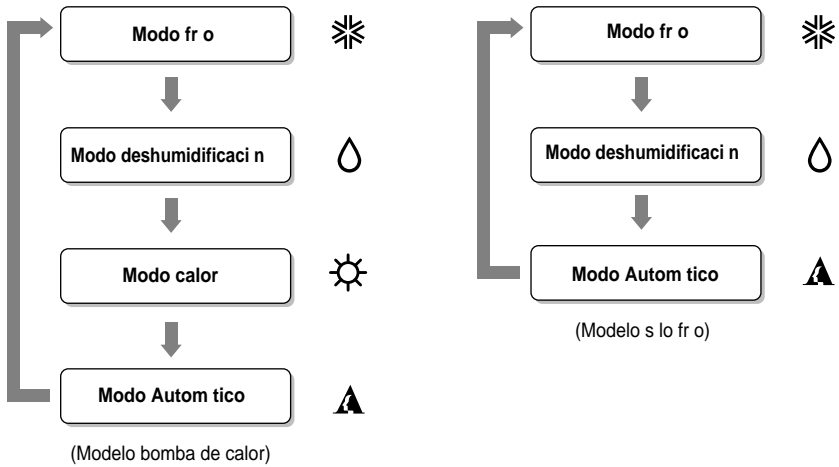 Modo fr o
Modo deshumidificaci n
Modo calor
Modo Autom tico
(Modelo bomba de calor)
Modo fr o
Modo deshumidificaci n
Modo Autom tico
(Modelo s lo fr o)